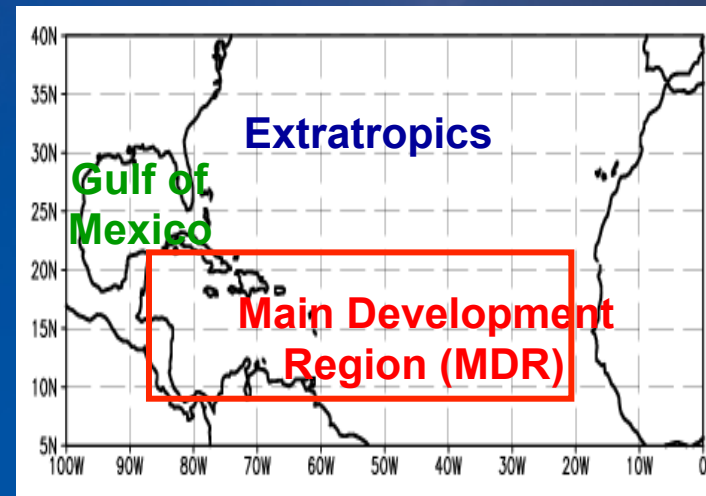 40N
35N
Extratropics
30N
Gulf of
25N
Mexico
20N
Main Development
15N
Region (MDR)
10N
5N
100W 90W 80W 70W 60W 50W 40W 30W 20W 10W 0